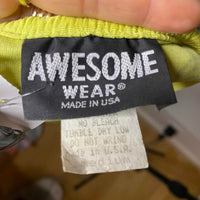 AWESOME
WEAR®
MADE IN USA
NO BLEACH
TUMBLE DRY LOW
DO NOT WRING